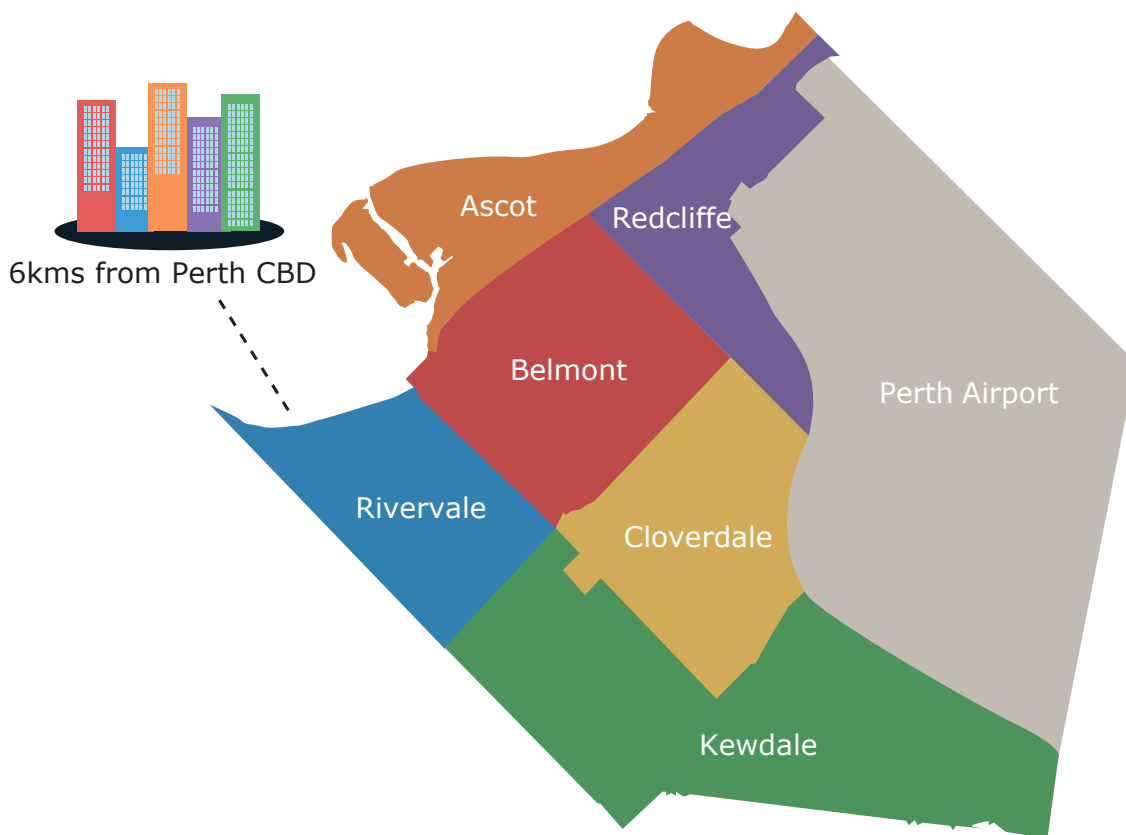 6kms from Perth CBD
Ascot
Redcliffe
Belmont
Perth Airport
Rivervale
Cloverdale
Kewdale